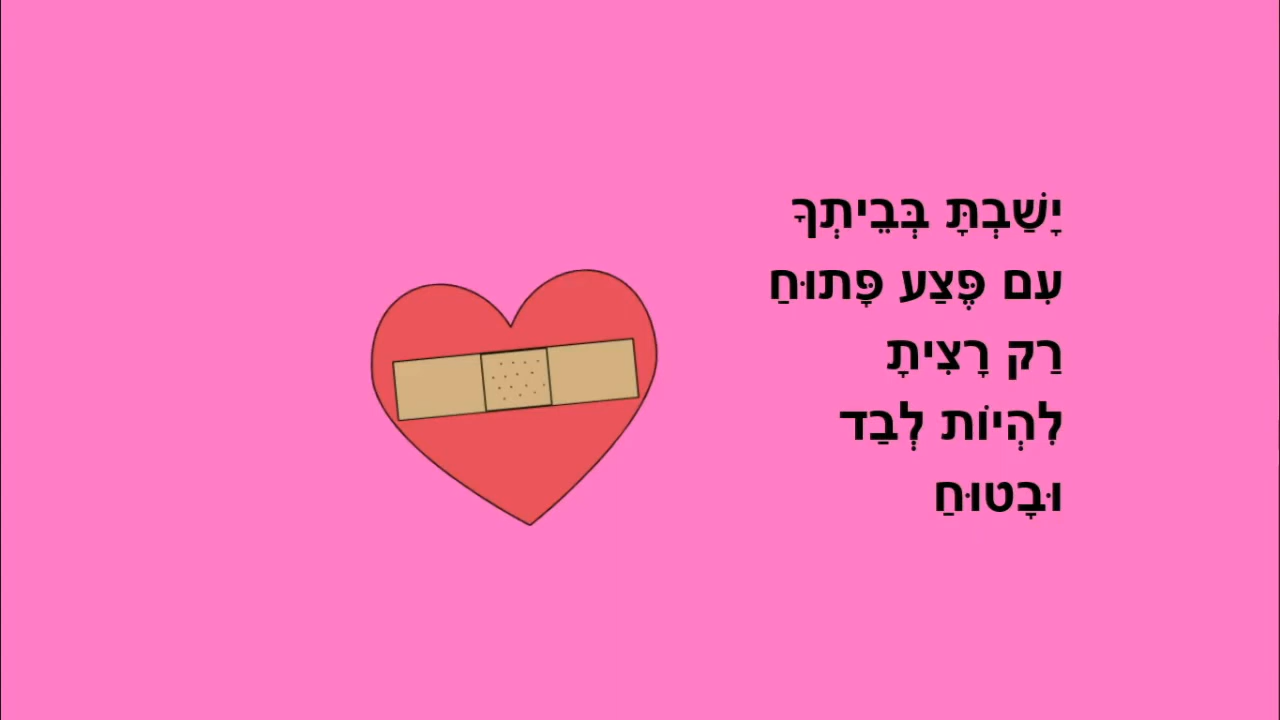 יָשַׁבְתָּ בְּבֵיתְךָ
עִם פֶּצַע פָּתוּחַ
רַק רָצִיתָ
לִהְיוֹת לְבַד
וּבָטוּחַ